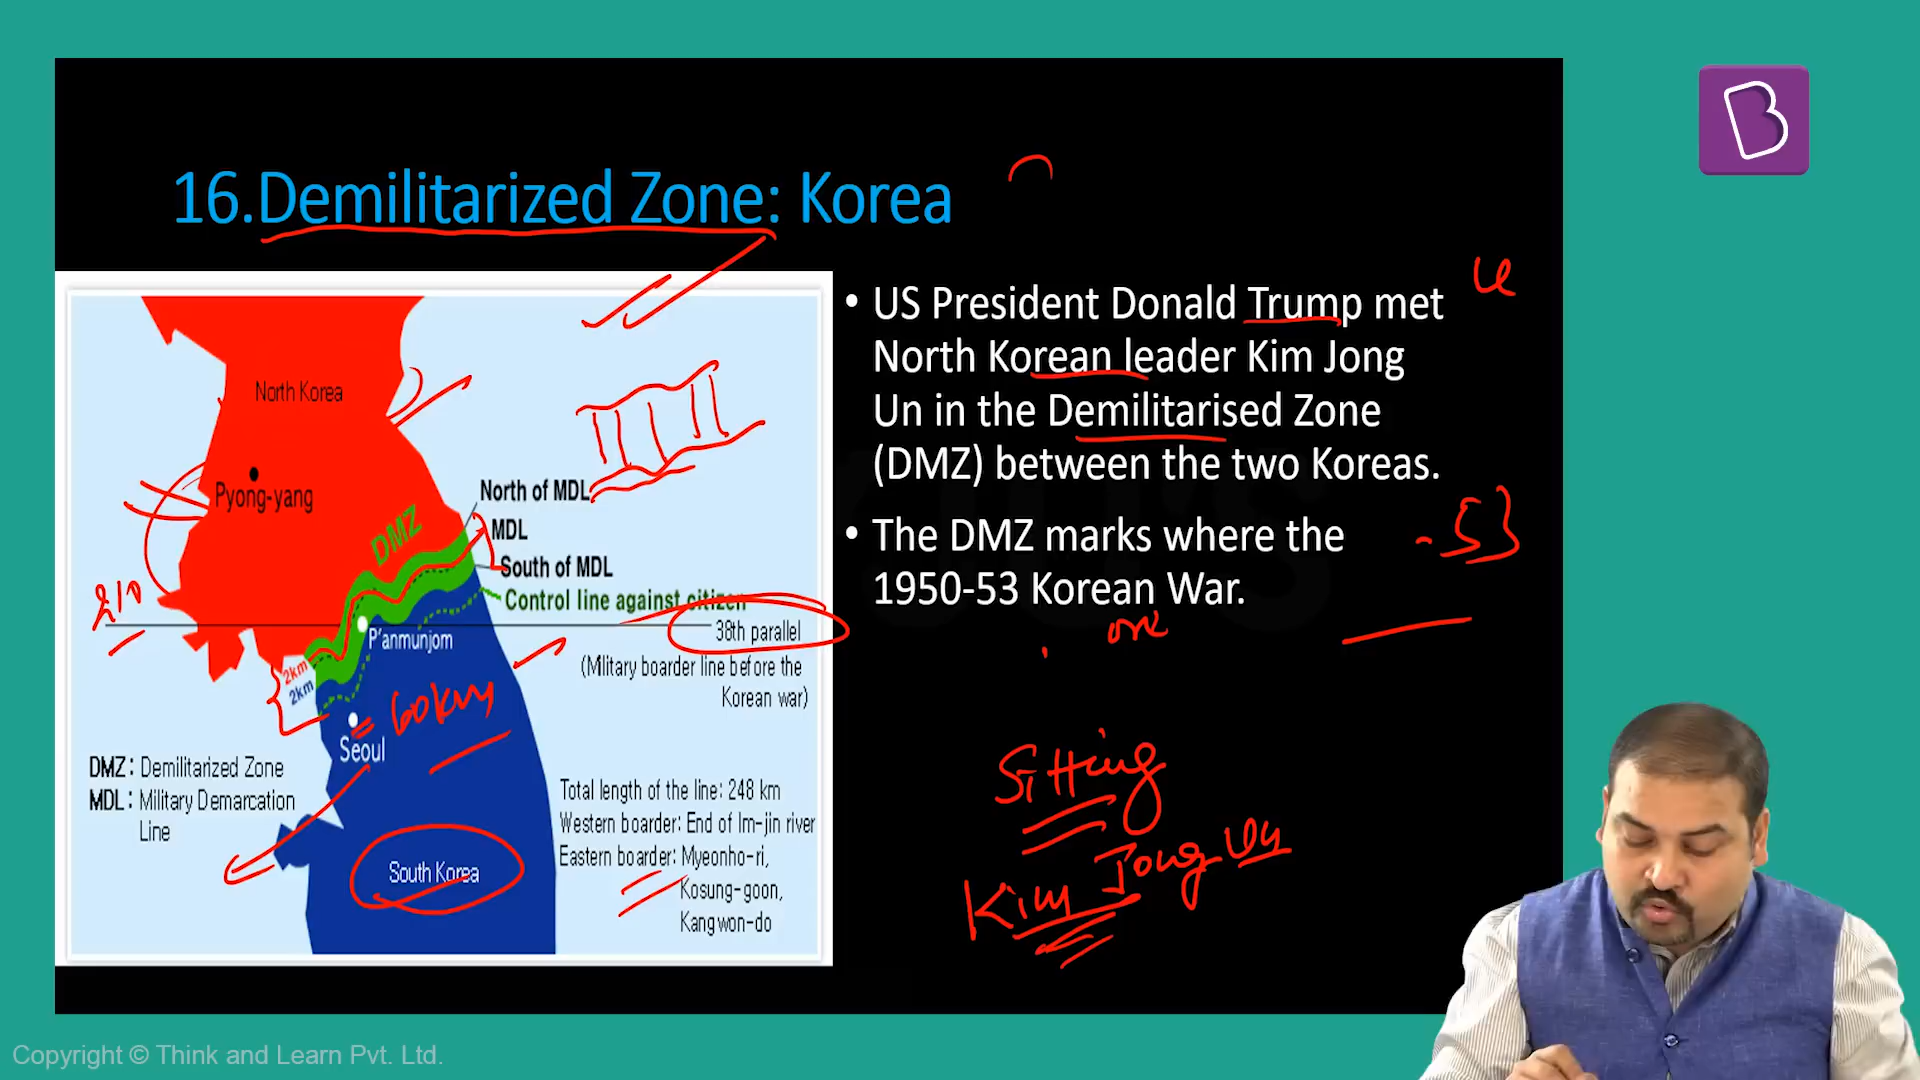 16.Demilitarized Zone: Korea
North Korea
Pyong-yang
DMZ
North of MDL
MDL
South of MDL
Control line against citizen
38th parallel
P'anmunjom
(Military boarder line before the
Korean war)
2km
2km
= 60km
Seoul
DMZ: Demilitarized Zone
MDL: Military Demarcation
Line
South Korea
Total length of the line: 248 km
Western boarder: End of Im-jin river
Eastern boarder: Myeonho-ri,
Kosung-goon,
Kangwon-do
• US President Donald Trump met
North Korean leader Kim Jong
Un in the Demilitarised Zone
(DMZ) between the two Koreas.
• The DMZ marks where the
1950-53 Korean War.
-53
Sitting
Kim Jong Un
B
Copyright © Think and Learn Pvt. Ltd.